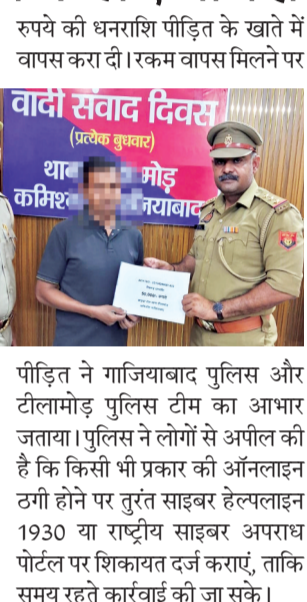 रुपये की धनराशि पीड़ित के खाते में
वापस करा दी।रकम वापस मिलने पर
वादी संवाद दिवस
(प्रत्येक बुधवार)
मोड़
पीड़ित ने गाजियाबाद पुलिस और
टीलामोड़ पुलिस टीम का आभार
जताया।पुलिस ने लोगों से अपील की
है कि किसी भी प्रकार की ऑनलाइन
ठगी होने पर तुरंत साइबर हेल्पलाइन
1930 या राष्ट्रीय साइबर अपराध
पोर्टल पर शिकायत दर्ज कराएं, ताकि
समय रहते कार्रवाई की जा सके।